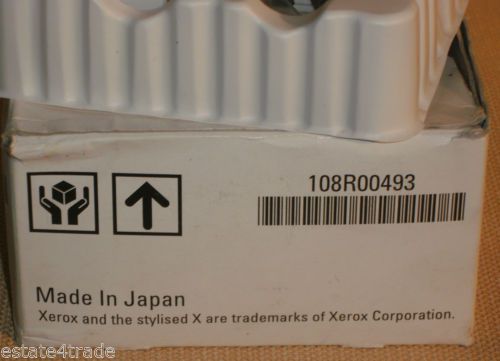 108R00493
Made In Japan
Xerox and the stylised X are trademarks of Xerox Corporation.
estate4trade